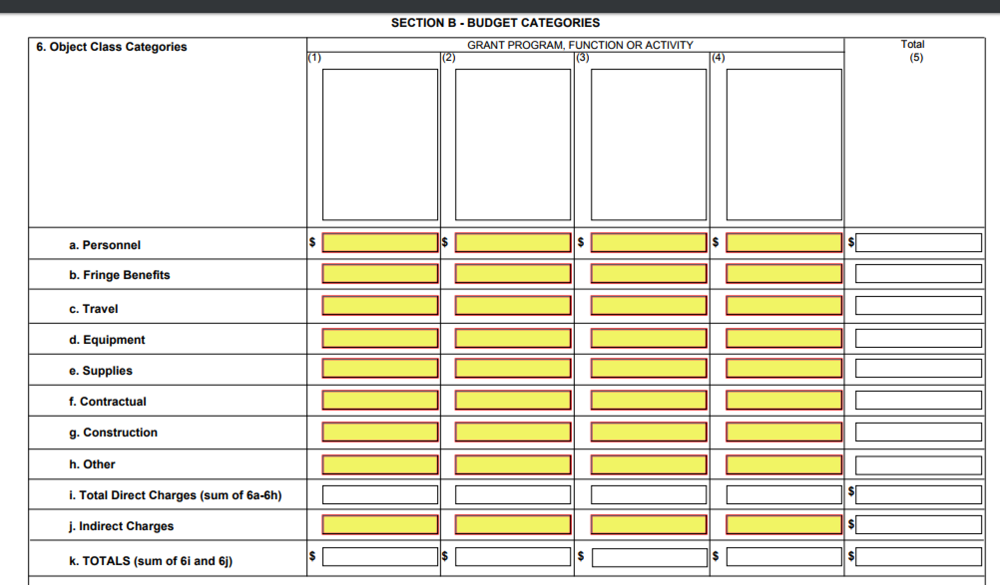 SECTION B - BUDGET CATEGORIES
6. Object Class Categories
GRANT PROGRAM, FUNCTION OR ACTIVITY
Total
(1)
(2)
(3)
(4)
(5)
a. Personnel
$
$
$
$
$
b. Fringe Benefits
c. Travel
d. Equipment
e. Supplies
f. Contractual
g. Construction
h. Other
i. Total Direct Charges (sum of 6a-6h)
$
j. Indirect Charges
$
k. TOTALS (sum of 6i and 6j)
$
$
$
$
$